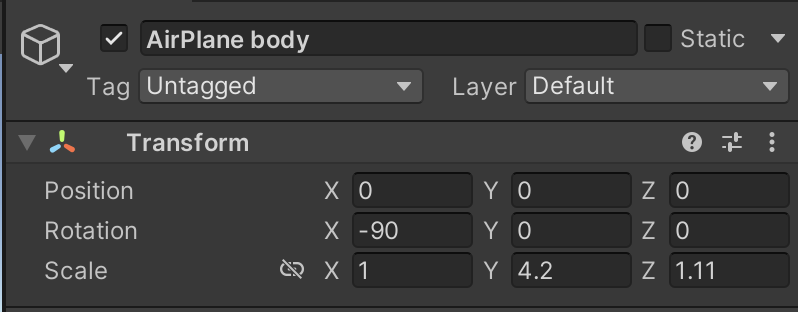 AirPlane body Static
Tag Untagged Layer Default
Transform
Position X 0 Y 0 Z 0
Rotation X -90 Y 0 Z 0
Scale X 1 Y 4.2 Z 1.11